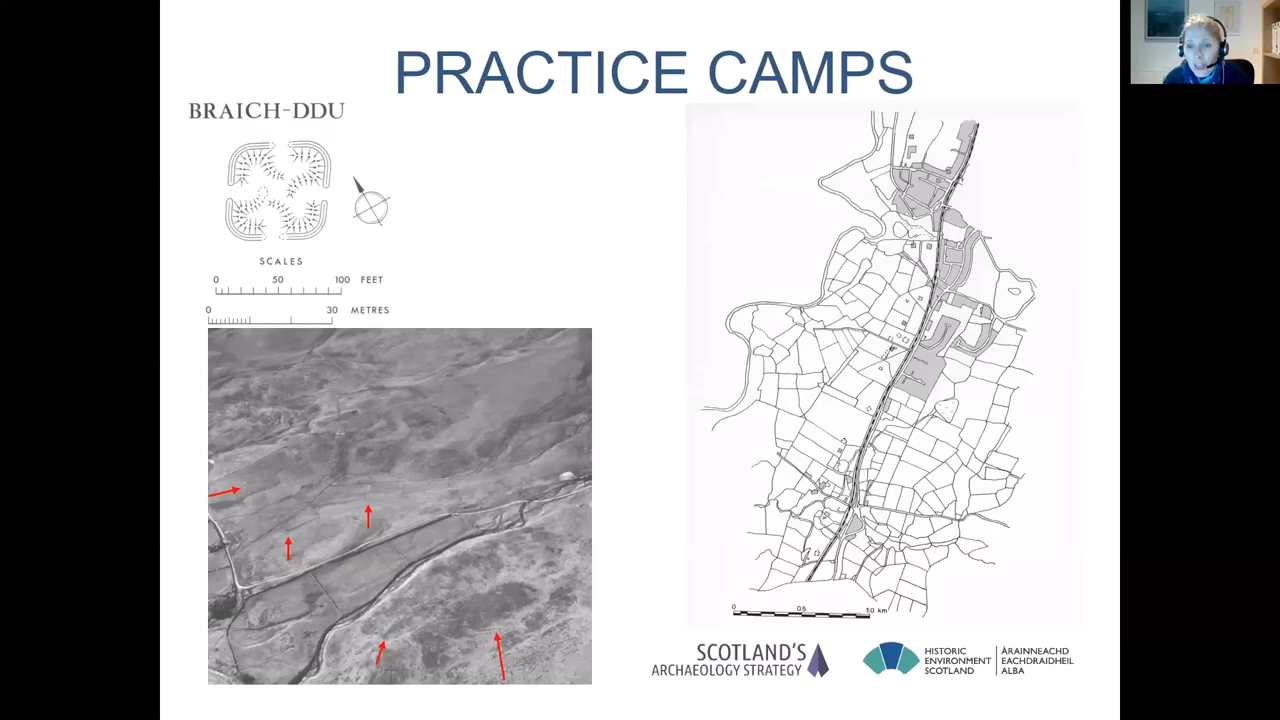 PRACTICE CAMPS
BRAICH-DDU
SCALES
0 50 100 FEET
0 30 METRES
0 0.5 1.0 km
SCOTLAND'S
ARCHAEOLOGY STRATEGY
HISTORIC
ENVIRONMENT
SCOTLAND
ÀRAINNEACHD
EACHDRAIDHEIL
ALBA